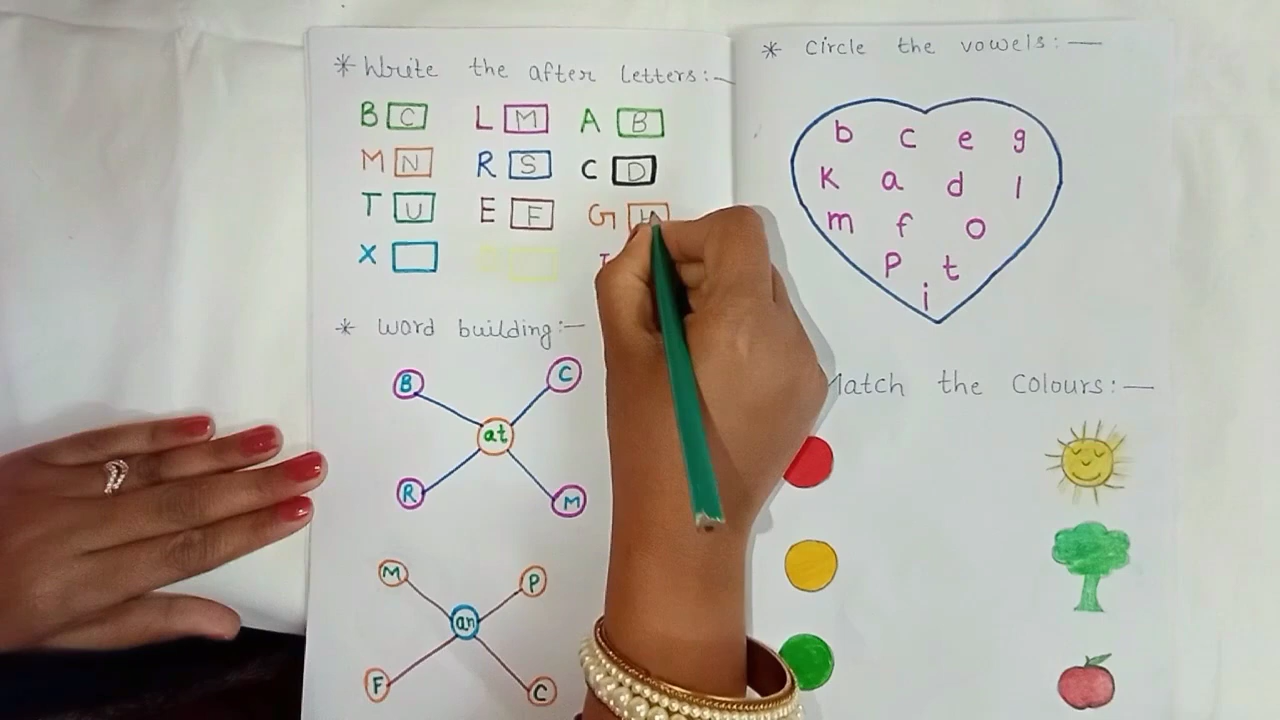 * Write the after letters:—
B C L M A B
M N R S C D
T U E F G H
X
* Word building:—
B C
at
R M
M P
an
F C
* Circle the vowels:—
b c e g
k a d l
m f o
p t
i
Match the Colours:—